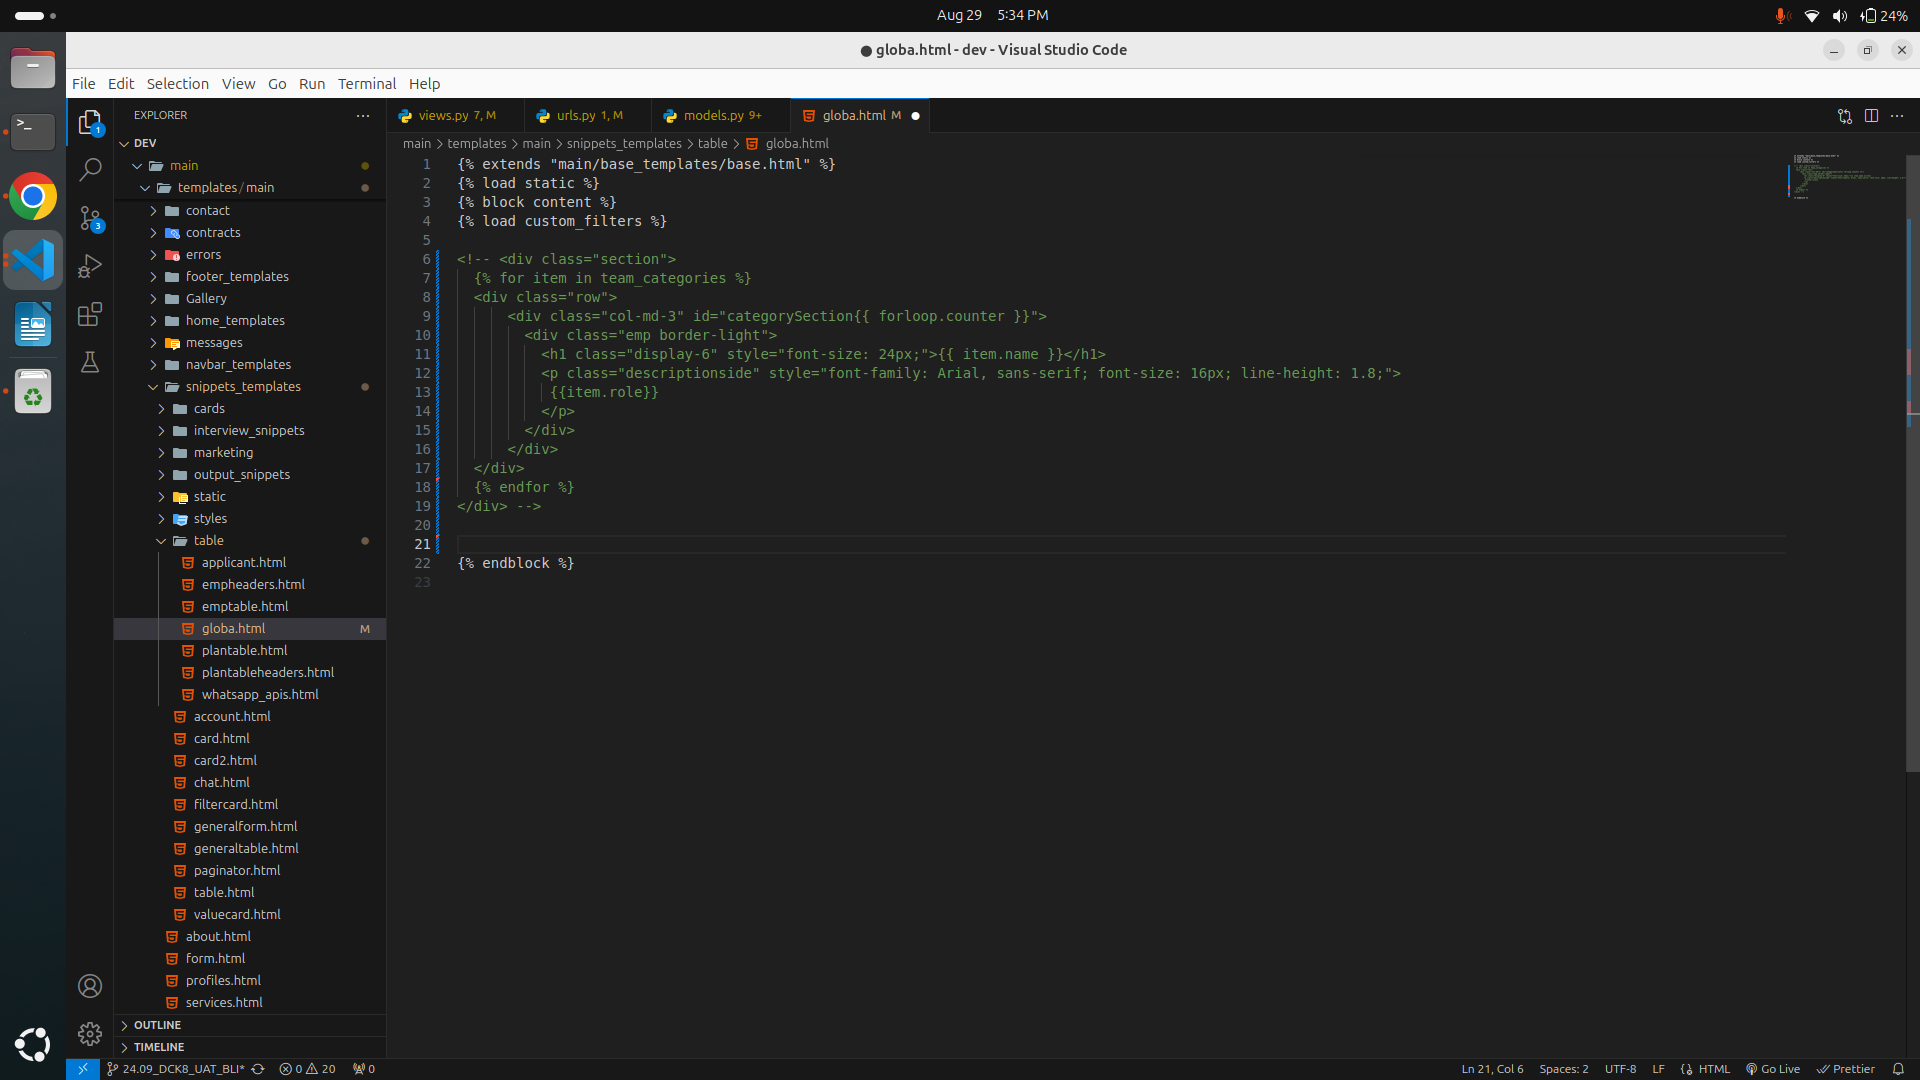 Aug 29 5:34 PM
24%
globa.html - dev - Visual Studio Code
File Edit Selection View Go Run Terminal Help
EXPLORER
DEV
main
templates/main
contact
contracts
errors
footer_templates
Gallery
home_templates
messages
navbar_templates
snippets_templates
cards
interview_snippets
marketing
output_snippets
static
styles
table
applicant.html
empheaders.html
emptable.html
globa.html M
plantable.html
plantableheaders.html
whatsapp_apis.html
account.html
card.html
card2.html
chat.html
filtercard.html
generalform.html
generaltable.html
paginator.html
table.html
valuecard.html
about.html
form.html
profiles.html
services.html
OUTLINE
TIMELINE
1
3
>_
views.py 7, M
urls.py 1, M
models.py 9+
globa.html M
main > templates > main > snippets_templates > table > globa.html
1 {% extends "main/base_templates/base.html" %}
2 {% load static %}
3 {% block content %}
4 {% load custom_filters %}
5
6 <!-- <div class="section">
7 {% for item in team_categories %}
8 <div class="row">
9 <div class="col-md-3" id="categorySection{{ forloop.counter }}">
10 <div class="emp border-light">
11 <h1 class="display-6" style="font-size: 24px;">{{ item.name }}</h1>
12 <p class="descriptionside" style="font-family: Arial, sans-serif; font-size: 16px; line-height: 1.8;">
13 {{item.role}}
14 </p>
15 </div>
16 </div>
17 </div>
18 {% endfor %}
19 </div> -->
20
21
22 {% endblock %}
23
24.09_DCK8_UAT_BLI* 0 20 0
Ln 21, Col 6 Spaces: 2 UTF-8 LF HTML Go Live Prettier